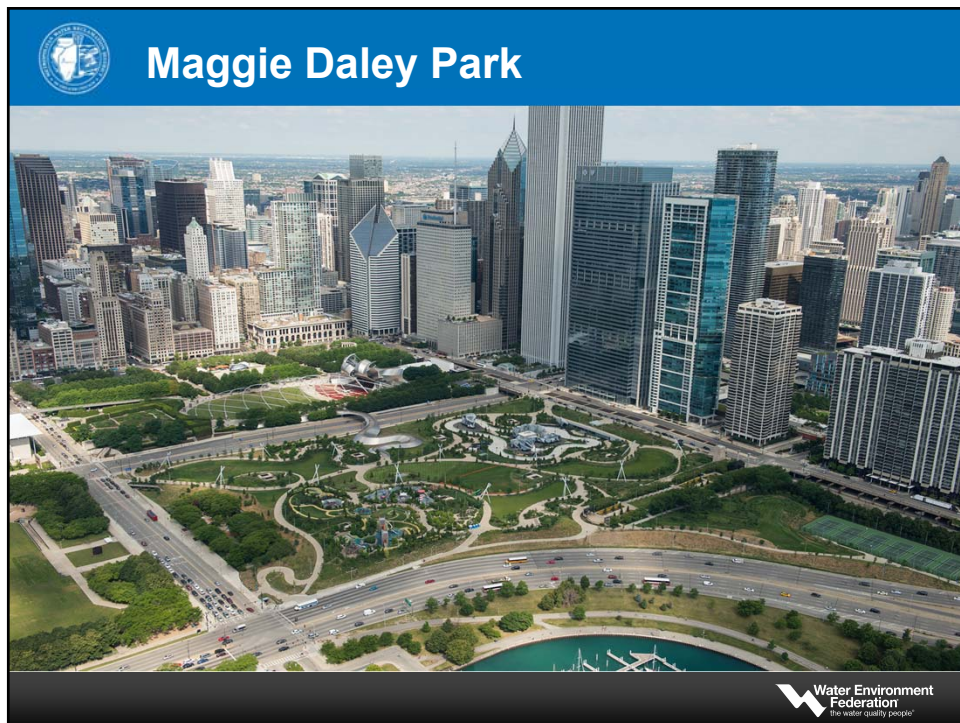 Maggie Daley Park
Water Environment
Federation
the water quality people®